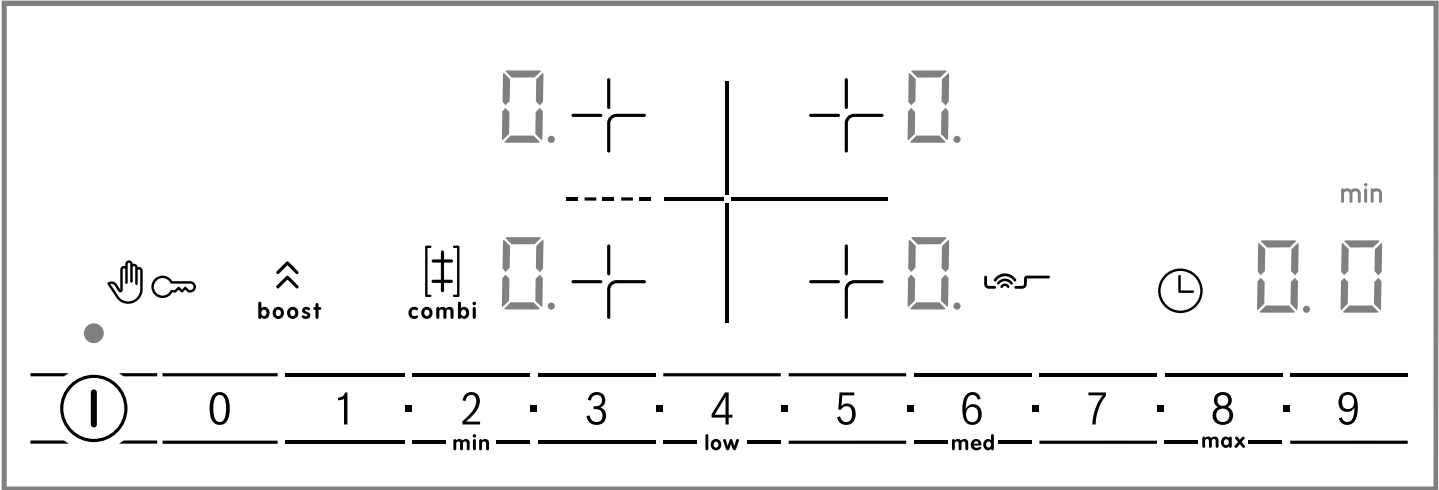 0. 0.
min
0. 0. 0. 0
boost combi
0 1 · 2 · 3 · 4 · 5 · 6 · 7 · 8 · 9
min low med max